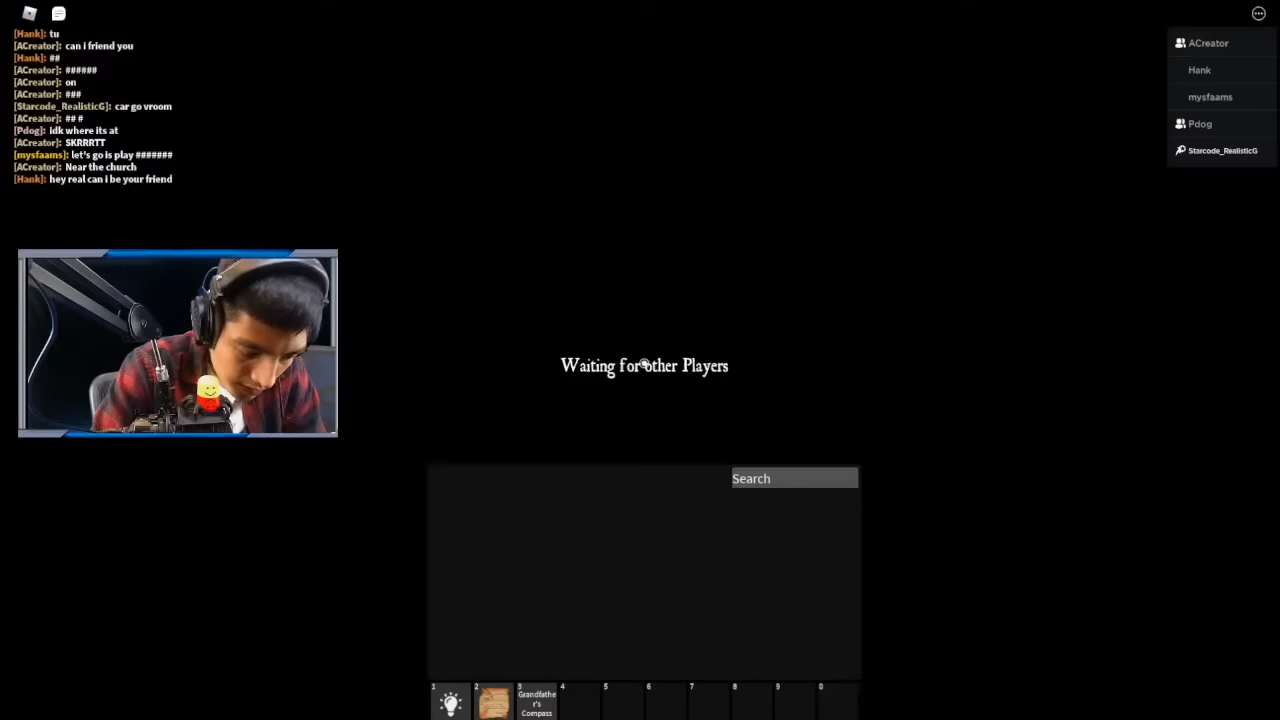 [Hank]: tu
[ACreator]: can i friend you
[Hank]: ##
[ACreator]: ######
[ACreator]: on
[ACreator]: ###
[Starcode_RealisticG]: car go vroom
[ACreator]: ## #
[Pdog]: idk where its at
[ACreator]: SKRRRTT
[mysfaams]: let's go is play #######
[ACreator]: Near the church
[Hank]: hey real can i be your friend
ACreator
Hank
mysfaams
Pdog
Starcode_RealisticG
Waiting for other Players
Search
1 2 3 4 5 6 7 8 9 0
Grandfathe
r's
Compass